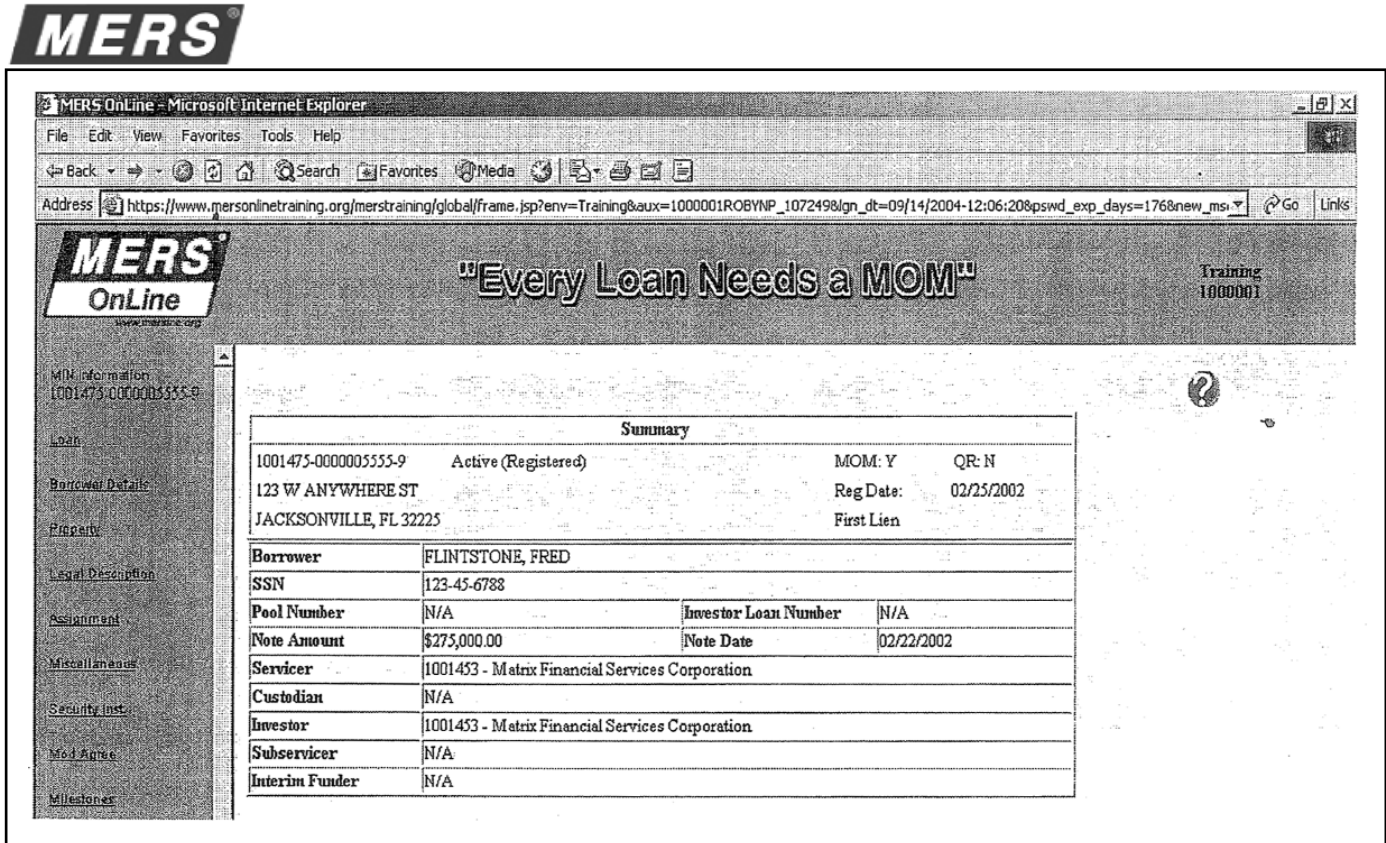 MERS®
MERS OnLine - Microsoft Internet Explorer
File Edit View Favorites Tools Help
Back Search Favorites Media
Address https://www.mersonlinetraining.org/merstraining/global/frame.jsp?env=Training&aux=1000001ROBYNP_107249&lgn_dt=09/14/2004-12:06:20&pswd_exp_days=176&new_ms Go Links
MERS®
OnLine
"Every Loan Needs a MOM"
Training
1000001
MIN Information
1001475-0000005555-9
Loan
Borrower Details
Property
Legal Description
Assignment
Miscellaneous
Security Inst.
Mod Agree
Milestones
Summary
1001475-0000005555-9 Active (Registered) MOM: Y QR: N
123 W ANYWHERE ST Reg Date: 02/25/2002
JACKSONVILLE, FL 32225 First Lien
Borrower FLINTSTONE, FRED
SSN 123-45-6788
Pool Number N/A Investor Loan Number N/A
Note Amount $275,000.00 Note Date 02/22/2002
Servicer 1001453 - Matrix Financial Services Corporation
Custodian N/A
Investor 1001453 - Matrix Financial Services Corporation
Subservicer N/A
Interim Funder N/A